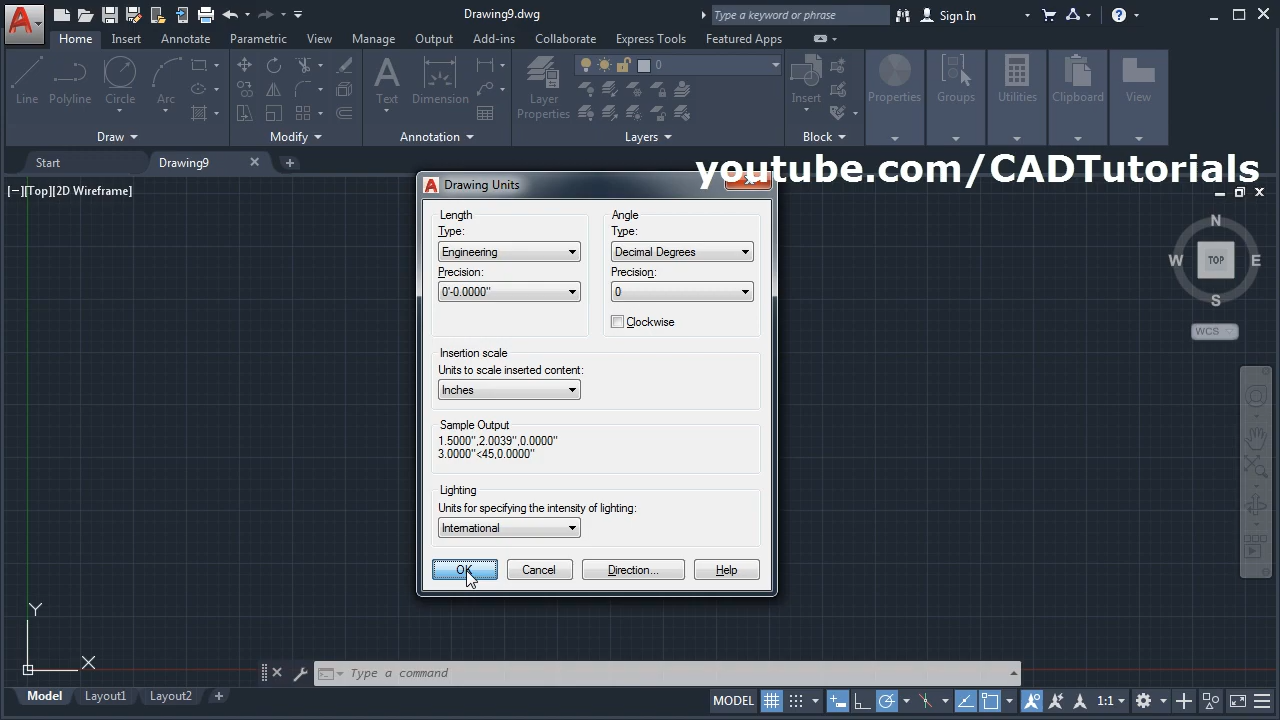 Drawing9.dwg
Type a keyword or phrase
Sign In
Home Insert Annotate Parametric View Manage Output Add-ins Collaborate Express Tools Featured Apps
Line Polyline Circle Arc
Text Dimension
Layer Properties
0
Insert
Properties Groups Utilities Clipboard View
Draw Modify Annotation Layers Block
Start Drawing9
youtube.com/CADTutorials
[−][Top][2D Wireframe]
Drawing Units
Length
Type:
Engineering
Precision:
0'-0.0000"
Angle
Type:
Decimal Degrees
Precision:
0
Clockwise
Insertion scale
Units to scale inserted content:
Inches
Sample Output
1.5000",2.0039",0.0000"
3.0000"<45,0.0000"
Lighting
Units for specifying the intensity of lighting:
International
OK Cancel Direction... Help
N
W TOP E
S
WCS
Y
X
Type a command
Model Layout1 Layout2
MODEL 1:1